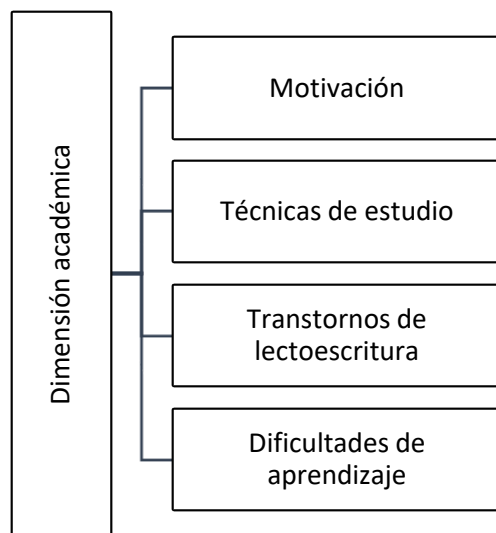 Dimensión académica
Motivación
Técnicas de estudio
Transtornos de
lectoescritura
Dificultades de
aprendizaje